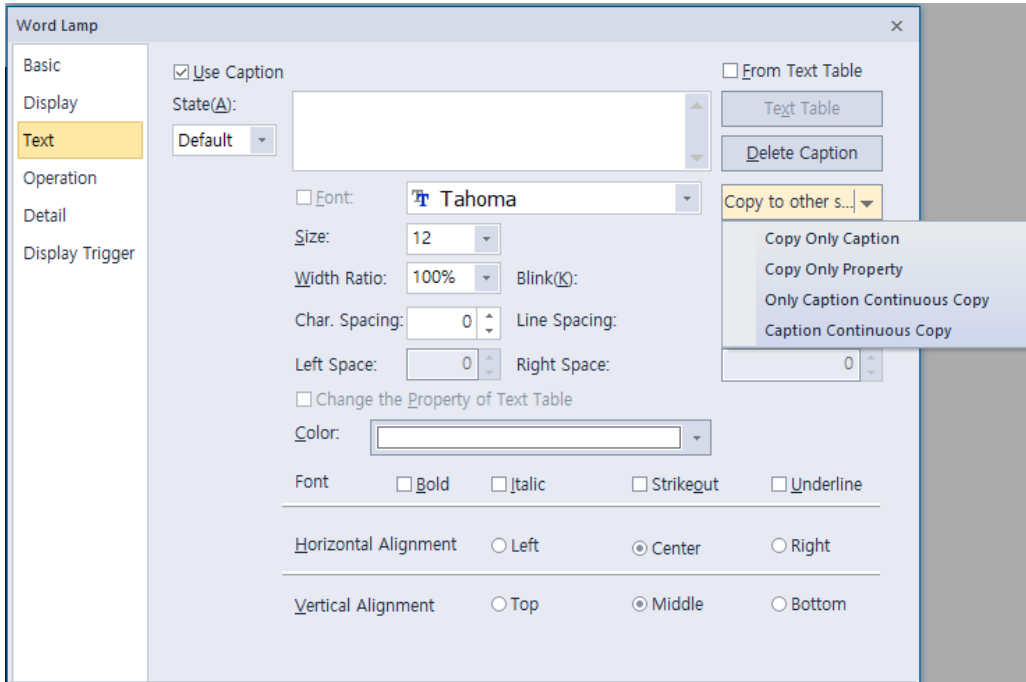 Word Lamp
Basic
Display
Text
Operation
Detail
Display Trigger
Use Caption
From Text Table
State(A):
Text Table
Default
Delete Caption
Font:
Tahoma
Copy to other s...
Size:
12
Copy Only Caption
Copy Only Property
Only Caption Continuous Copy
Caption Continuous Copy
Width Ratio:
100%
Blink(K):
Char. Spacing:
0
Line Spacing:
Left Space:
0
Right Space:
0
Change the Property of Text Table
Color:
Font
Bold
Italic
Strikeout
Underline
Horizontal Alignment
Left
Center
Right
Vertical Alignment
Top
Middle
Bottom